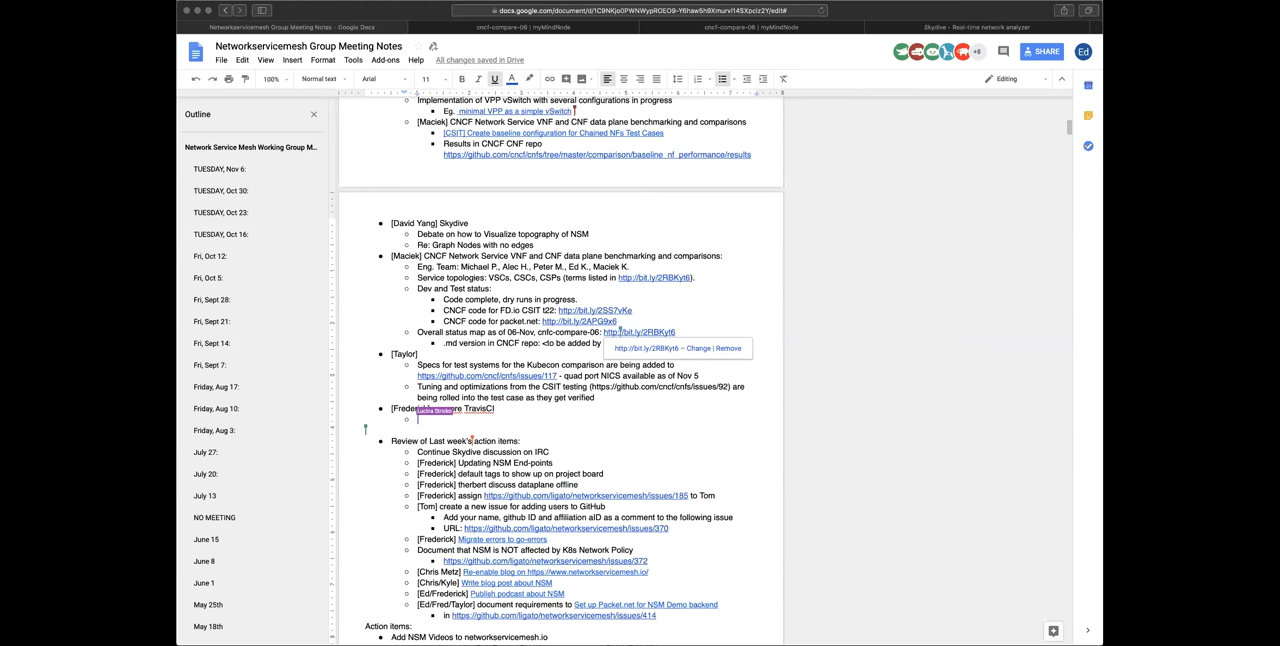 docs.google.com/document/d/1C9NKjo0PWNWypROEO9-Y6haw5h9Xmurvl14SXpciz2Y/edit#
Networkservicemesh Group Meeting Notes - Google Docs
cncf-compare-06 | myMindNode
cncf-compare-06 | myMindNode
Skydive - Real-time network analyzer
Networkservicemesh Group Meeting Notes
File Edit View Insert Format Tools Add-ons Help All changes saved in Drive
+8
SHARE
Ed
100% Normal text Arial 11 B I U A Editing
Outline
Network Service Mesh Working Group M...
TUESDAY, Nov 6:
TUESDAY, Oct 30:
TUESDAY, Oct 23:
TUESDAY, Oct 16:
Fri, Oct 12:
Fri, Oct 5:
Fri, Sept 28:
Fri, Sept 21:
Fri, Sept 14:
Fri, Sept 7:
Friday, Aug 17:
Friday, Aug 10:
Friday, Aug 3:
July 27:
July 20:
July 13
NO MEETING
June 15
June 8
June 1
May 25th
May 18th
Implementation of VPP vSwitch with several configurations in progress
Eg. minimal VPP as a simple vSwitch
[Maciek] CNCF Network Service VNF and CNF data plane benchmarking and comparisons
[CSIT] Create baseline configuration for Chained NFs Test Cases
Results in CNCF CNF repo
https://github.com/cncf/cnfs/tree/master/comparison/baseline_nf_performance/results
[David Yang] Skydive
Debate on how to Visualize topography of NSM
Re: Graph Nodes with no edges
[Maciek] CNCF Network Service VNF and CNF data plane benchmarking and comparisons:
Eng. Team: Michael P., Alec H., Peter M., Ed K., Maciek K.
Service topologies: VSCs, CSCs, CSPs (terms listed in http://bit.ly/2RBKyt6).
Dev and Test status:
Code complete, dry runs in progress.
CNCF code for FD.io CSIT t22: http://bit.ly/2SS7vKe
CNCF code for packet.net: http://bit.ly/2APG9x6
Overall status map as of 06-Nov, cnfc-compare-06: http://bit.ly/2RBKyt6
.md version in CNCF repo: <to be added by
http://bit.ly/2RBKyt6 – Change | Remove
[Taylor]
Specs for test systems for the Kubecon comparison are being added to
https://github.com/cncf/cnfs/issues/117 - quad port NICS available as of Nov 5
Tuning and optimizations from the CSIT testing (https://github.com/cncf/cnfs/issues/92) are
being rolled into the test case as they get verified
[Frederick] more TravisCI
Review of Last week's action items:
Continue Skydive discussion on IRC
[Frederick] Updating NSM End-points
[Frederick] default tags to show up on project board
[Frederick] therbert discuss dataplane offline
[Frederick] assign https://github.com/ligato/networkservicemesh/issues/185 to Tom
[Tom] create a new issue for adding users to GitHub
Add your name, github ID and affiliation aID as a comment to the following issue
URL: https://github.com/ligato/networkservicemesh/issues/370
[Frederick] Migrate errors to go-errors
Document that NSM is NOT affected by K8s Network Policy
https://github.com/ligato/networkservicemesh/issues/372
[Chris Metz] Re-enable blog on https://www.networkservicemesh.io/
[Chris/Kyle] Write blog post about NSM
[Ed/Frederick] Publish podcast about NSM
[Ed/Fred/Taylor] document requirements to Set up Packet.net for NSM Demo backend
in https://github.com/ligato/networkservicemesh/issues/414
Action items:
Add NSM Videos to networkservicemesh.io